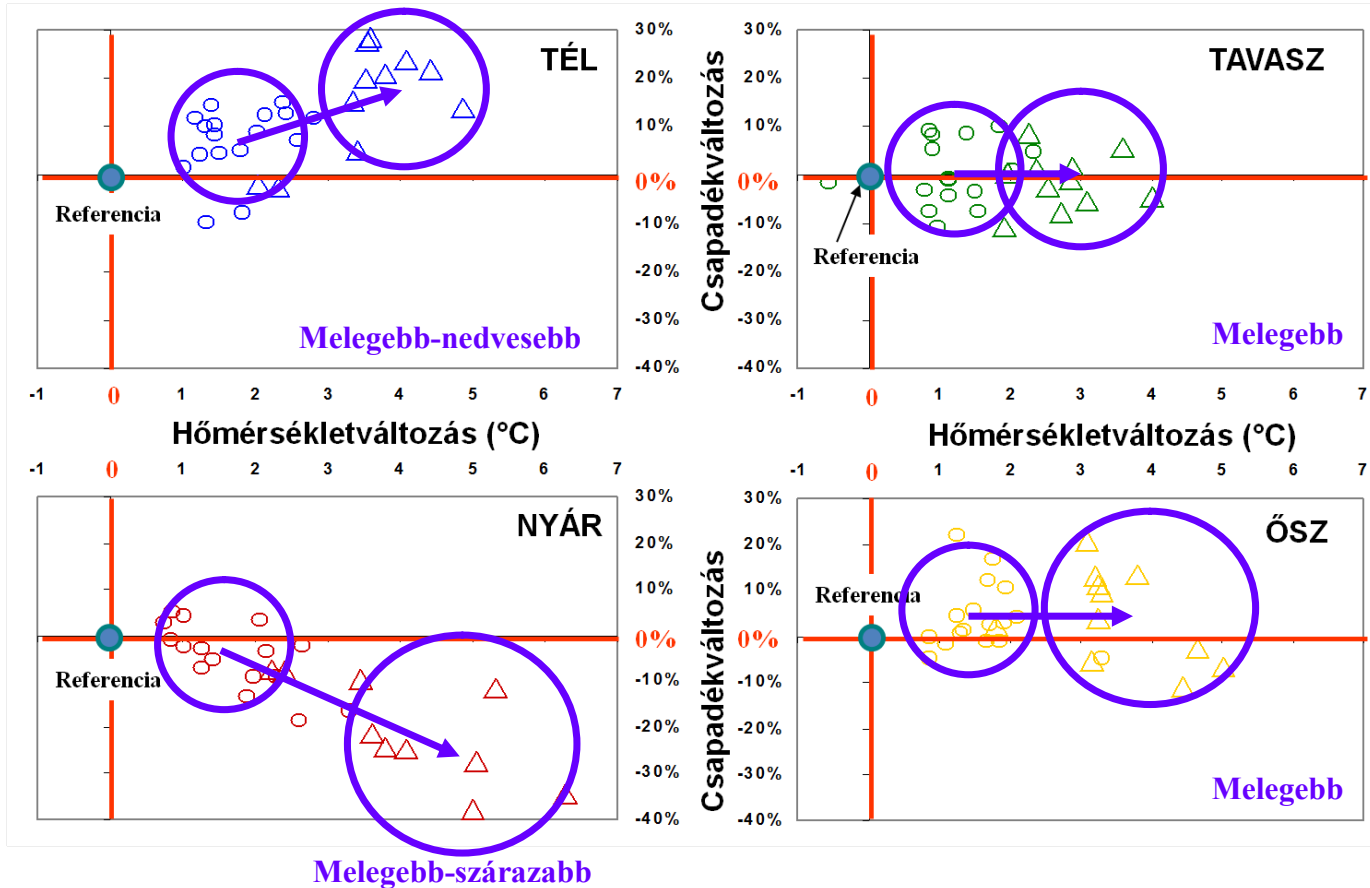 30%
TÉL
20%
10%
0%
Referencia
-10%
-20%
Melegebb-nedvesebb
-30%
-40%
-1 0 1 2 3 4 5 6 7
Hőmérsékletváltozás (°C)
Csapadékváltozás
30%
TAVASZ
20%
10%
0%
-10%
Referencia
-20%
-30%
Melegebb
-40%
-1 0 1 2 3 4 5 6 7
Hőmérsékletváltozás (°C)
-1 0 1 2 3 4 5 6 7
30%
NYÁR
20%
10%
0%
Referencia
-10%
-20%
-30%
-40%
Melegebb-szárazabb
Csapadékváltozás
-1 0 1 2 3 4 5 6 7
30%
ŐSZ
20%
10%
Referencia
0%
-10%
-20%
-30%
Melegebb
-40%